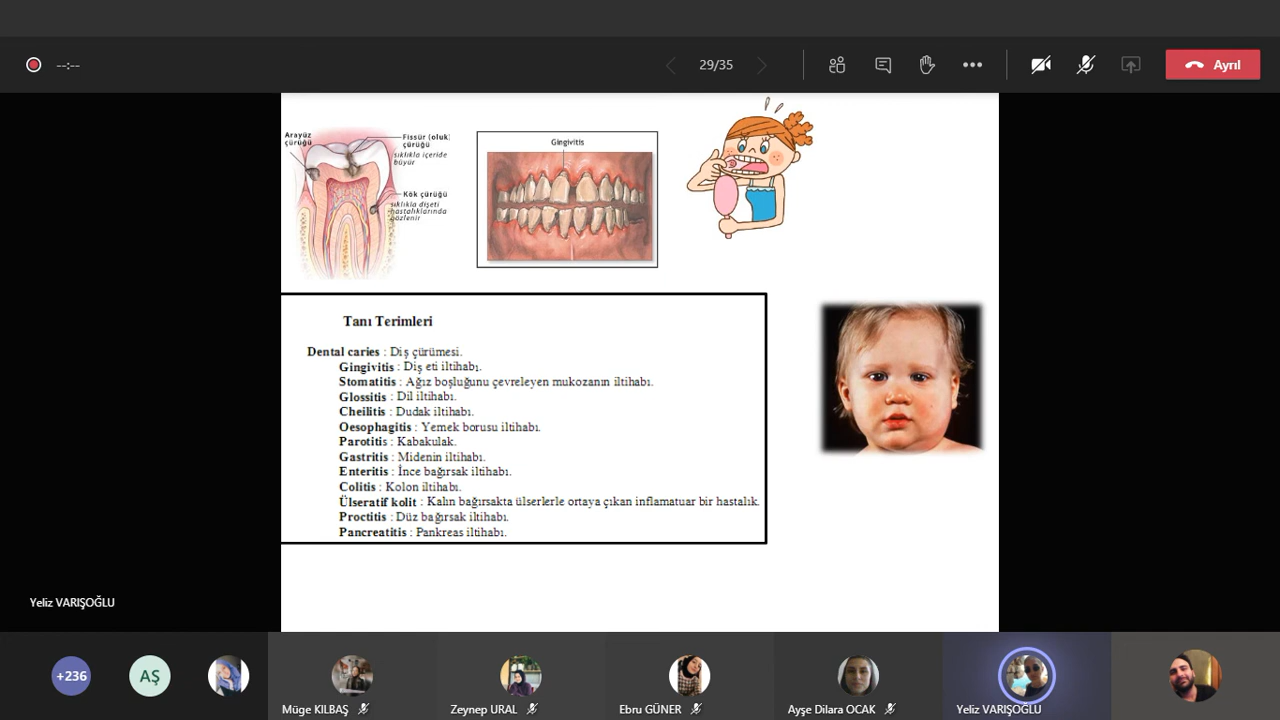 --:--
29/35
Ayrıl
Arayüz
çürüğü
Fissür (oluk)
çürüğü
sıklıkla içeride
büyür
Kök çürüğü
sıklıkla dişeti
hastalıklarında
gözlenir
Gingivitis
Tanı Terimleri
Dental caries : Diş çürümesi.
Gingivitis : Diş eti iltihabı.
Stomatitis : Ağız boşluğunu çevreleyen mukozanın iltihabı.
Glossitis : Dil iltihabı.
Cheilitis : Dudak iltihabı.
Oesophagitis : Yemek borusu iltihabı.
Parotitis : Kabakulak.
Gastritis : Midenin iltihabı.
Enteritis : İnce bağırsak iltihabı.
Colitis : Kolon iltihabı.
Ülseratif kolit : Kalın bağırsakta ülserlerle ortaya çıkan inflamatuar bir hastalık.
Proctitis : Düz bağırsak iltihabı.
Pancreatitis : Pankreas iltihabı.
Yeliz VARIŞOĞLU
+236
AŞ
Müge KILBAŞ
Zeynep URAL
Ebru GÜNER
Ayşe Dilara OCAK
Yeliz VARIŞOĞLU